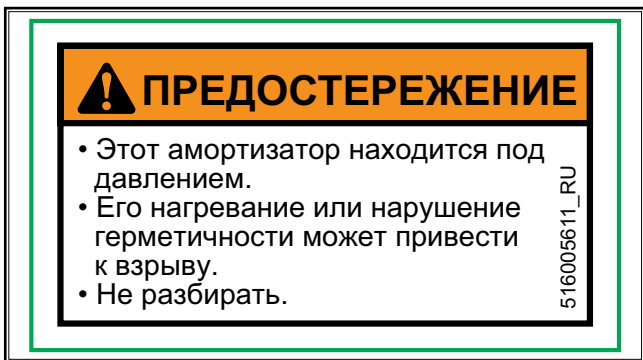 ПРЕДОСТЕРЕЖЕНИЕ
• Этот амортизатор находится под
давлением.
• Его нагревание или нарушение
герметичности может привести
к взрыву.
• Не разбирать.
516005611_RU